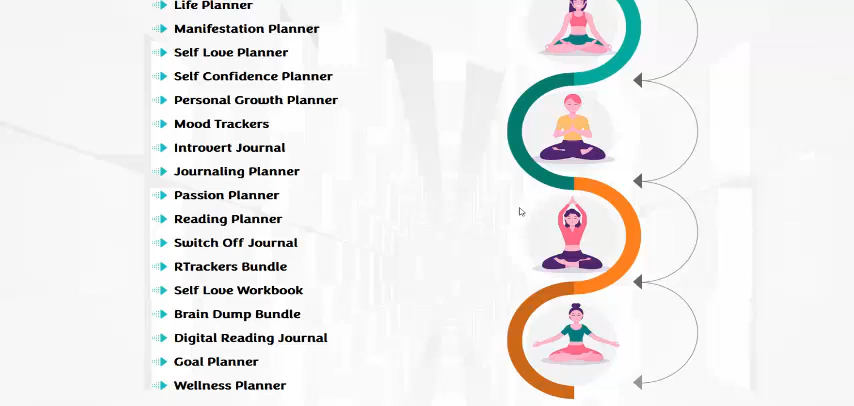 Life Planner
Manifestation Planner
Self Love Planner
Self Confidence Planner
Personal Growth Planner
Mood Trackers
Introvert Journal
Journaling Planner
Passion Planner
Reading Planner
Switch Off Journal
RTrackers Bundle
Self Love Workbook
Brain Dump Bundle
Digital Reading Journal
Goal Planner
Wellness Planner